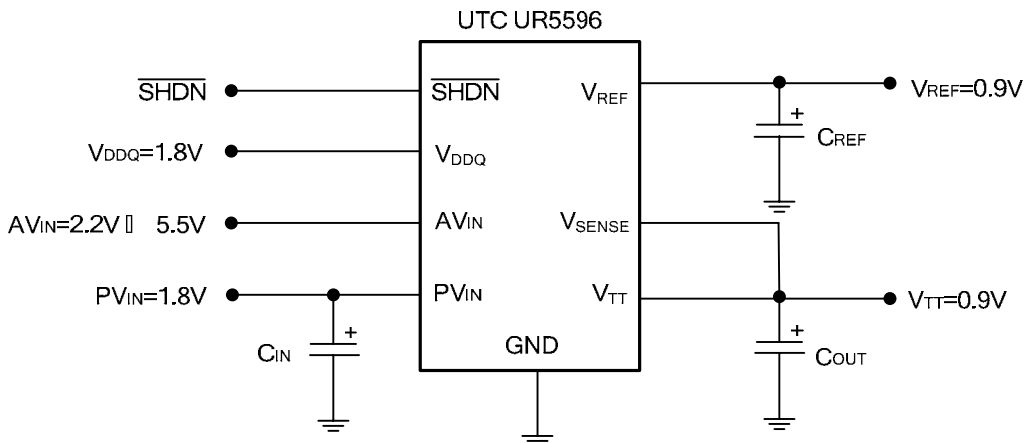 UTC UR5596
SHDN
SHDN
VREF
VREF=0.9V
CREF
VDDQ=1.8V
VDDQ
AVIN=2.2V 5.5V
AVIN
VSENSE
PVIN=1.8V
PVIN
VTT
VTT=0.9V
CIN
GND
COUT